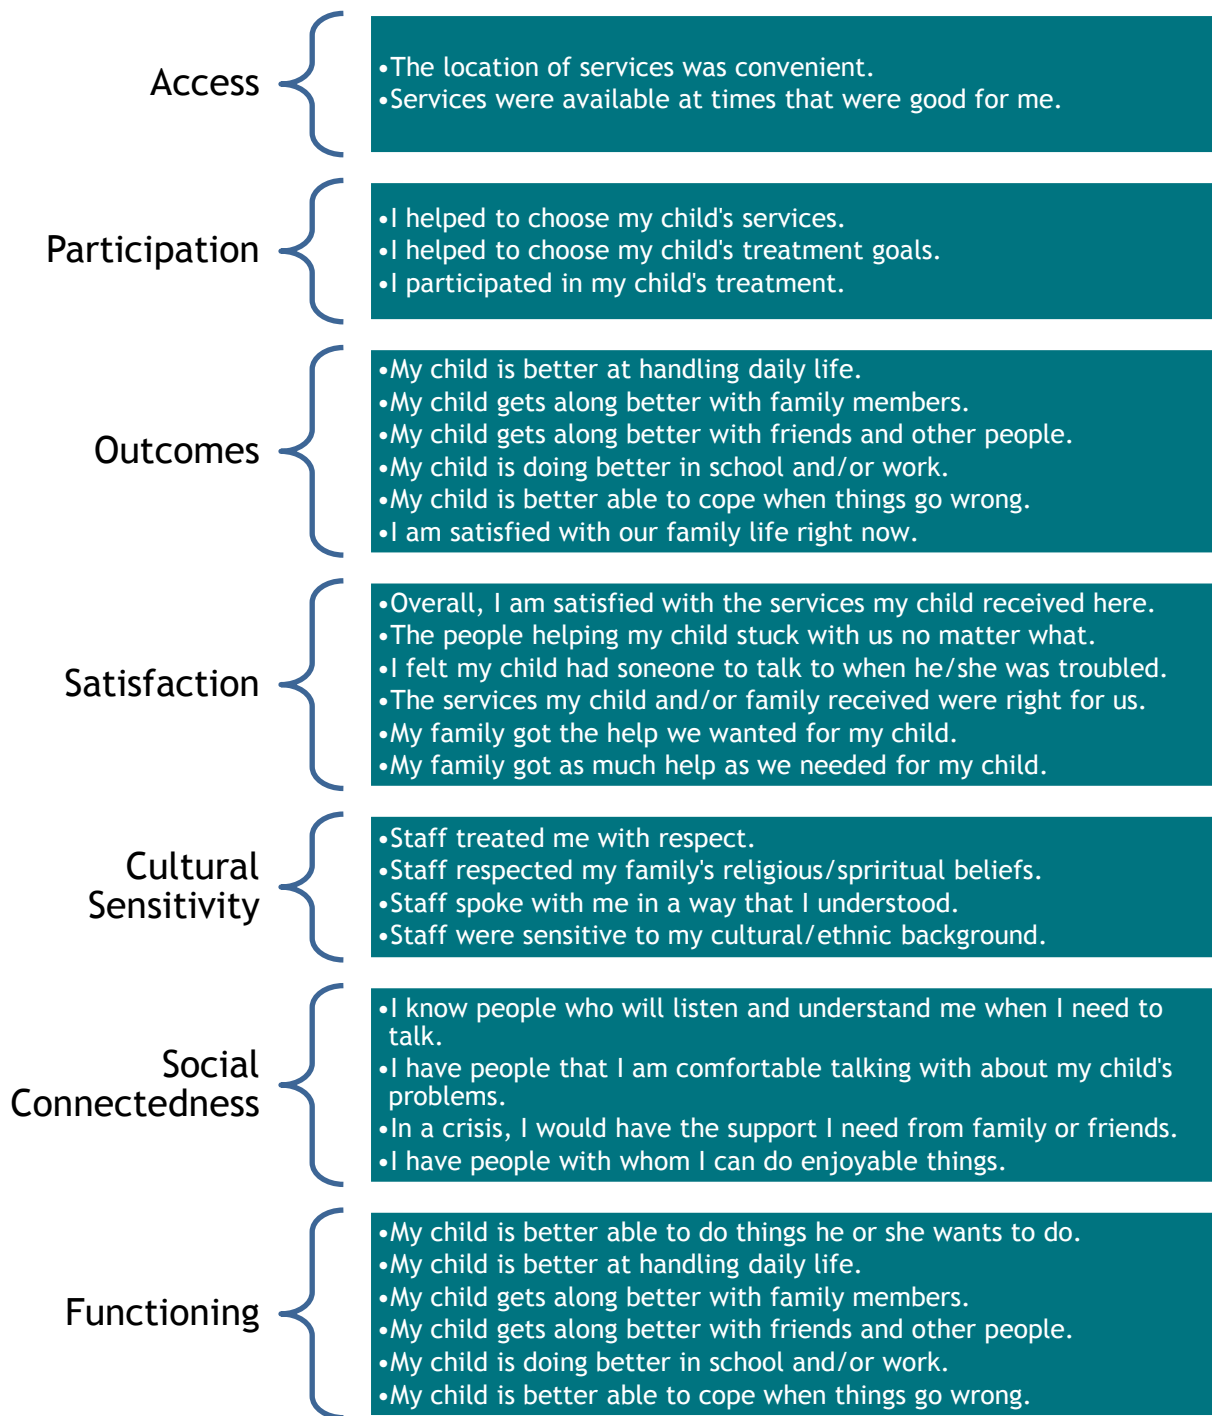 Access
•The location of services was convenient.
•Services were available at times that were good for me.
Participation
•I helped to choose my child's services.
•I helped to choose my child's treatment goals.
•I participated in my child's treatment.
Outcomes
•My child is better at handling daily life.
•My child gets along better with family members.
•My child gets along better with friends and other people.
•My child is doing better in school and/or work.
•My child is better able to cope when things go wrong.
•I am satisfied with our family life right now.
Satisfaction
•Overall, I am satisfied with the services my child received here.
•The people helping my child stuck with us no matter what.
•I felt my child had soneone to talk to when he/she was troubled.
•The services my child and/or family received were right for us.
•My family got the help we wanted for my child.
•My family got as much help as we needed for my child.
Cultural
Sensitivity
•Staff treated me with respect.
•Staff respected my family's religious/spriritual beliefs.
•Staff spoke with me in a way that I understood.
•Staff were sensitive to my cultural/ethnic background.
Social
Connectedness
•I know people who will listen and understand me when I need to
talk.
•I have people that I am comfortable talking with about my child's
problems.
•In a crisis, I would have the support I need from family or friends.
•I have people with whom I can do enjoyable things.
Functioning
•My child is better able to do things he or she wants to do.
•My child is better at handling daily life.
•My child gets along better with family members.
•My child gets along better with friends and other people.
•My child is doing better in school and/or work.
•My child is better able to cope when things go wrong.